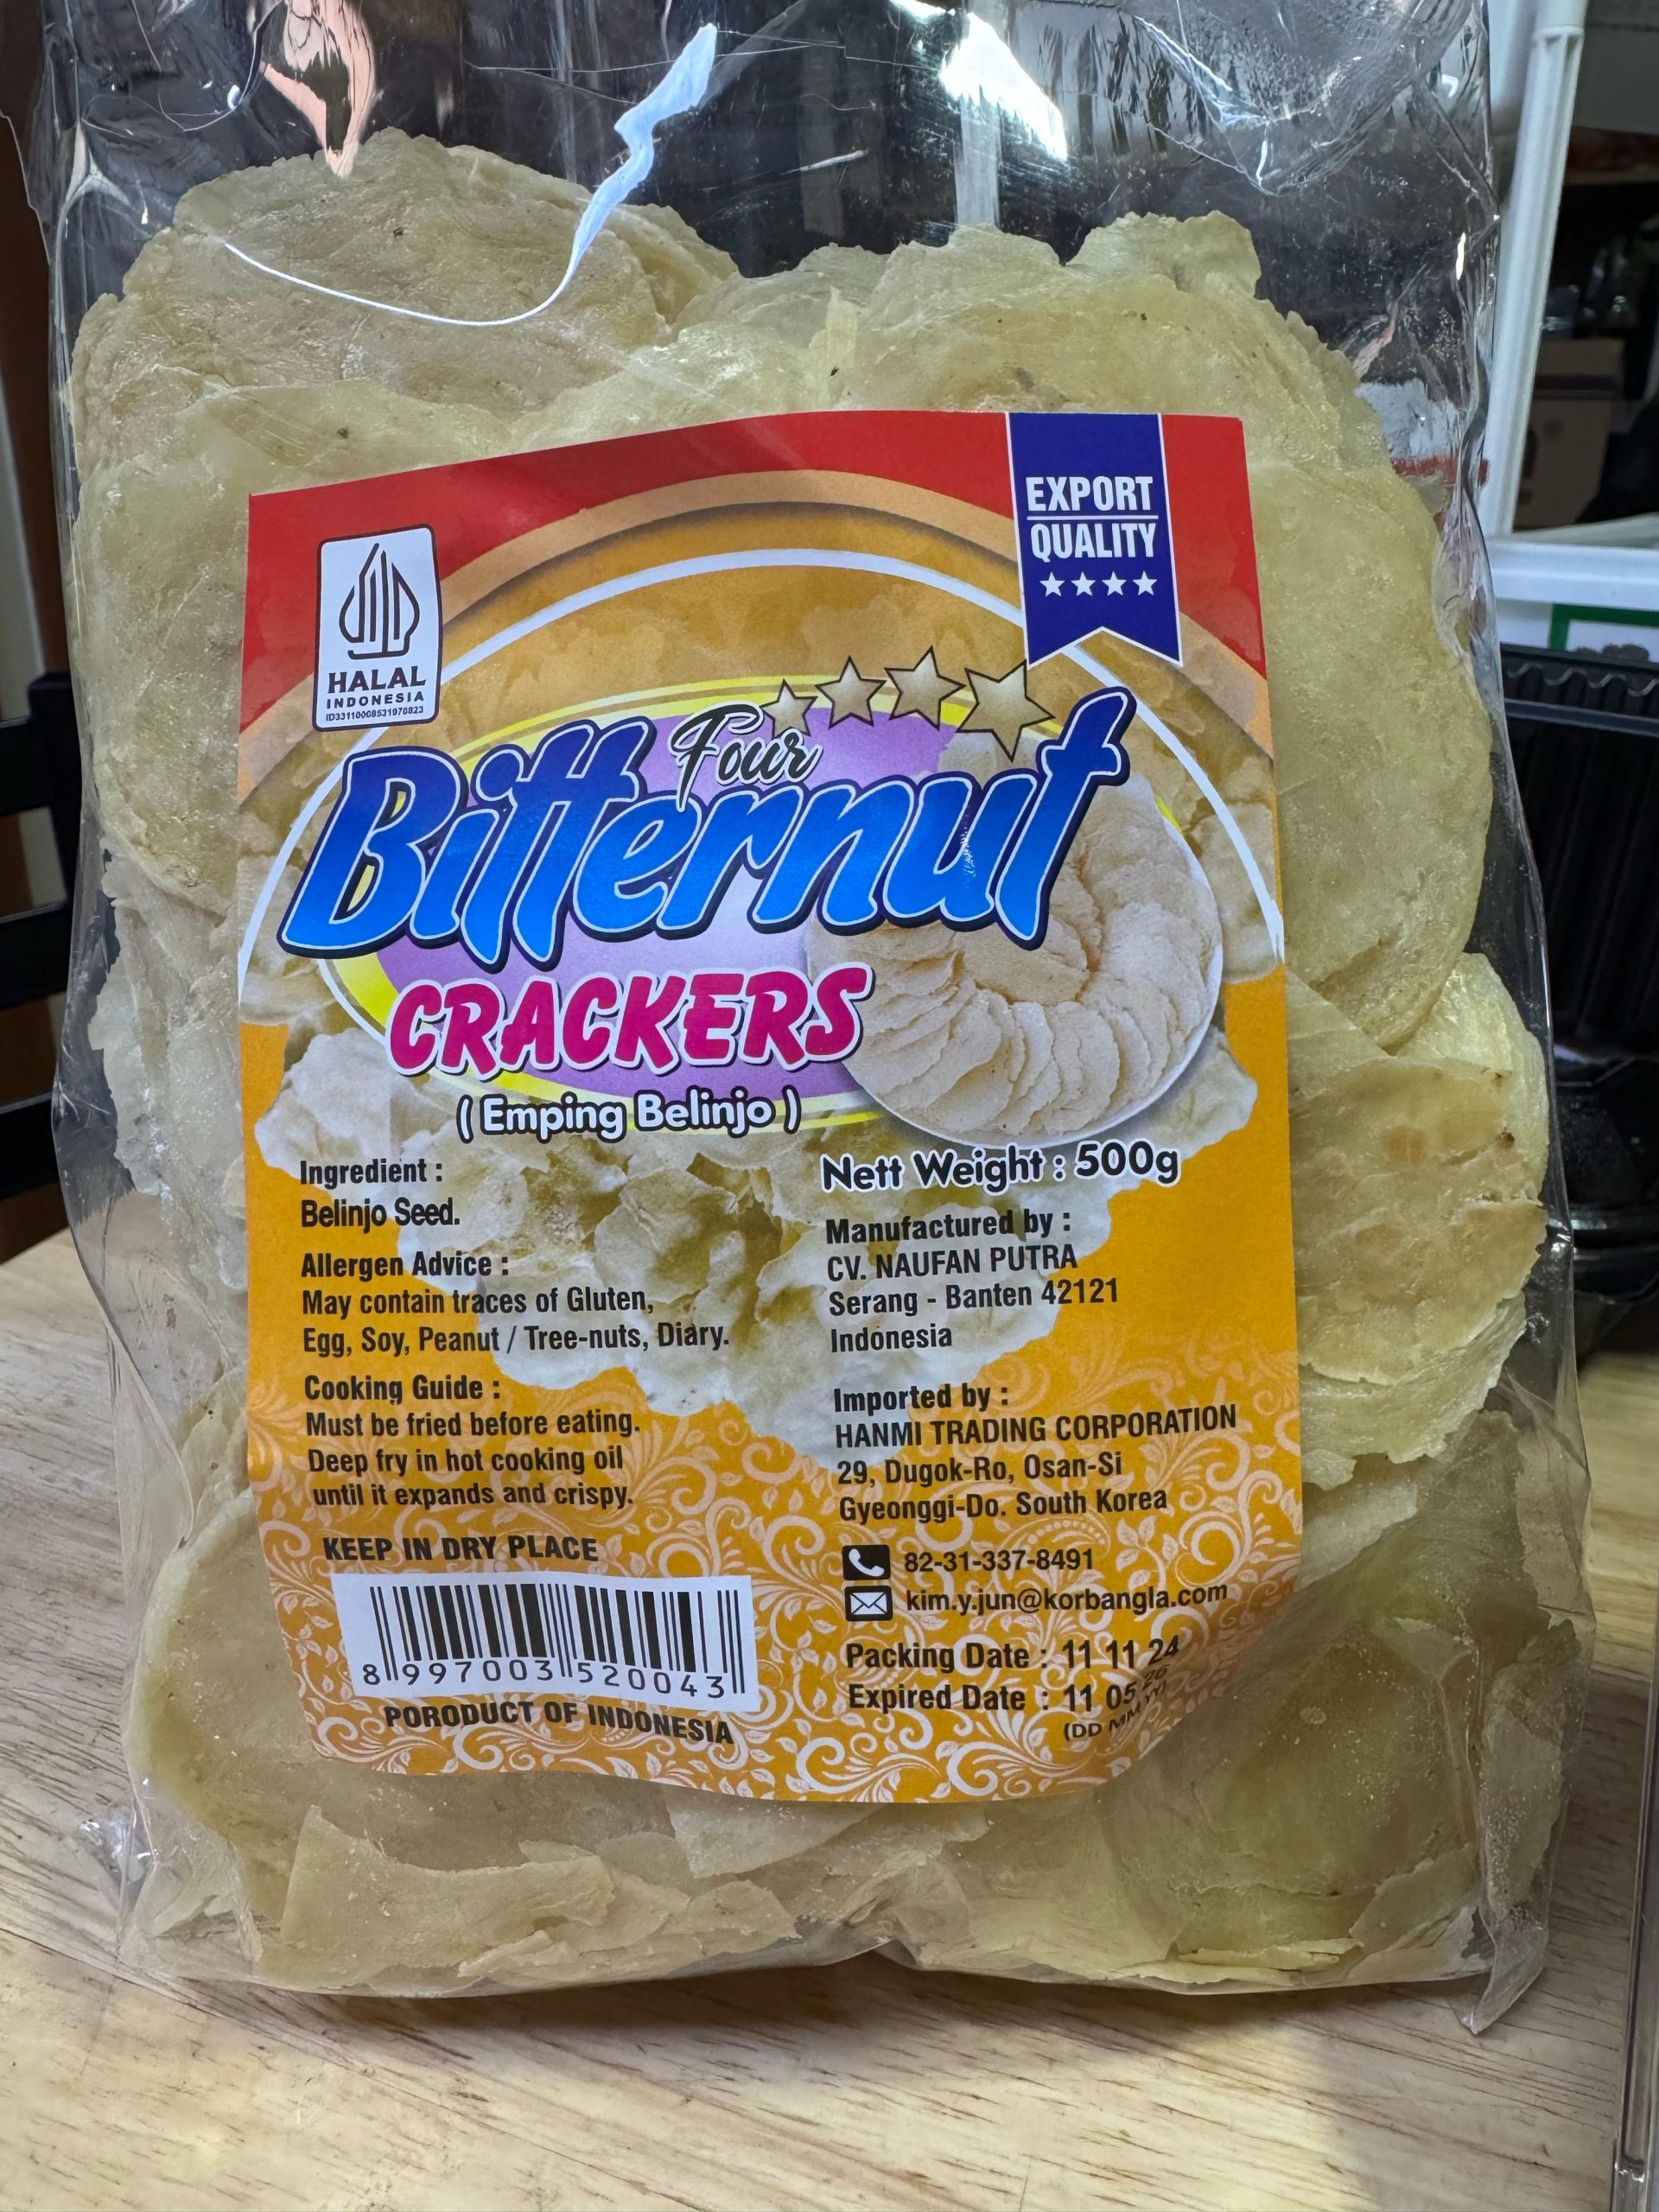 EXPORT
QUALITY
HALAL
INDONESIA
ID33110008531970823
Four
Bitternut
CRACKERS
( Emping Belinjo )
Ingredient :
Belinjo Seed.
Allergen Advice :
May contain traces of Gluten,
Egg, Soy, Peanut / Tree-nuts, Diary.
Cooking Guide :
Must be fried before eating.
Deep fry in hot cooking oil
until it expands and crispy.
KEEP IN DRY PLACE
8 997003 520043
PORODUCT OF INDONESIA
Nett Weight : 500g
Manufactured by :
CV. NAUFAN PUTRA
Serang - Banten 42121
Indonesia
Imported by :
HANMI TRADING CORPORATION
29, Dugok-Ro, Osan-Si
Gyeonggi-Do. South Korea
82-31-337-8491
kim.y.jun@korbangla.com
Packing Date : 11 11 24
Expired Date : 11 05 26
(DD MM YY)